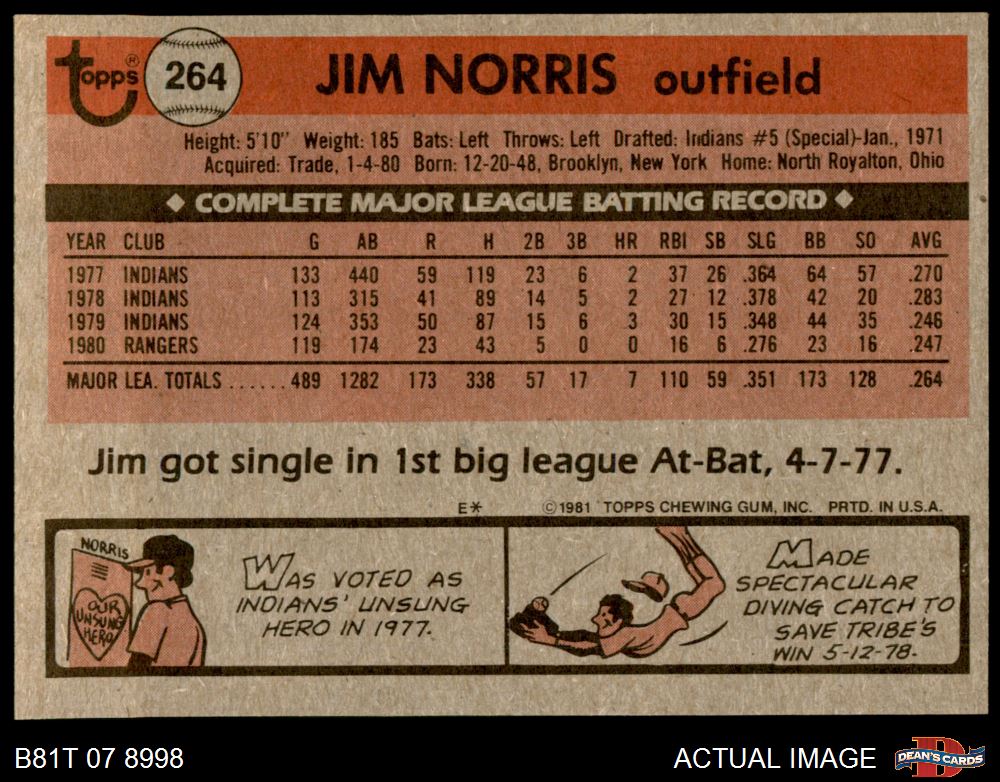 Topps®
264
JIM NORRIS outfield
Height: 5'10" Weight: 185 Bats: Left Throws: Left Drafted: Indians #5 (Special)-Jan., 1971
Acquired: Trade, 1-4-80 Born: 12-20-48, Brooklyn, New York Home: North Royalton, Ohio
◆ COMPLETE MAJOR LEAGUE BATTING RECORD ◆
YEAR CLUB G AB R H 2B 3B HR RBI SB SLG BB SO AVG
1977 INDIANS 133 440 59 119 23 6 2 37 26 .364 64 57 .270
1978 INDIANS 113 315 41 89 14 5 2 27 12 .378 42 20 .283
1979 INDIANS 124 353 50 87 15 6 3 30 15 .348 44 35 .246
1980 RANGERS 119 174 23 43 5 0 0 16 6 .276 23 16 .247
MAJOR LEA. TOTALS ...... 489 1282 173 338 57 17 7 110 59 .351 173 128 .264
Jim got single in 1st big league At-Bat, 4-7-77.
E* ©1981 TOPPS CHEWING GUM, INC. PRTD. IN U.S.A.
NORRIS
OUR
UNSUNG
HERO
WAS VOTED AS
INDIANS' UNSUNG
HERO IN 1977.
MADE
SPECTACULAR
DIVING CATCH TO
SAVE TRIBE'S
WIN 5-12-78.
B81T 07 8998
ACTUAL IMAGE
D
DEAN'S CARDS